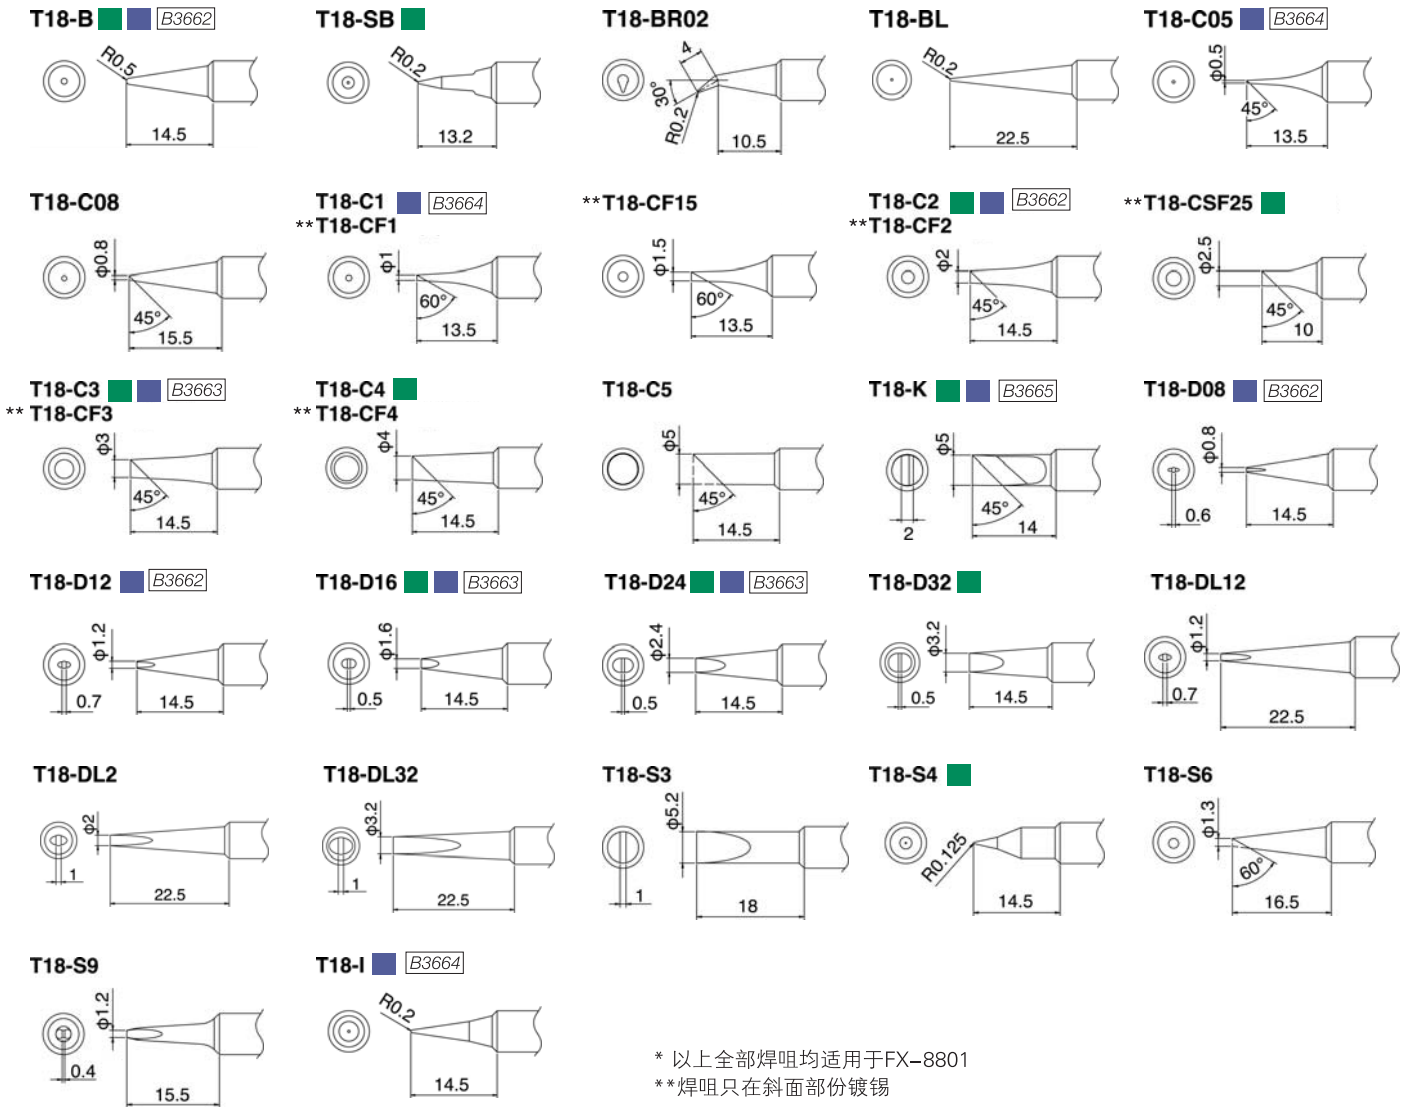 T18-B B3662
T18-SB
T18-BR02
T18-BL
T18-C05 B3664
R0.5
14.5
R0.2
13.2
4
30°
R0.2
10.5
R0.2
22.5
φ0.5
45°
13.5
T18-C08
T18-C1 B3664
**T18-CF1
**T18-CF15
T18-C2 B3662
**T18-CF2
**T18-CSF25
φ0.8
45°
15.5
φ1
60°
13.5
φ1.5
60°
13.5
φ2
45°
14.5
φ2.5
45°
10
T18-C3 B3663
** T18-CF3
T18-C4
** T18-CF4
T18-C5
T18-K B3665
T18-D08 B3662
φ3
45°
14.5
φ4
45°
14.5
φ5
45°
14.5
φ5
45°
2
14
φ0.8
0.6
14.5
T18-D12 B3662
T18-D16 B3663
T18-D24 B3663
T18-D32
T18-DL12
φ1.2
0.7
14.5
φ1.6
0.5
14.5
φ2.4
0.5
14.5
φ3.2
0.5
14.5
φ1.2
0.7
22.5
T18-DL2
T18-DL32
T18-S3
T18-S4
T18-S6
φ2
1
22.5
φ3.2
1
22.5
φ5.2
1
18
R0.125
14.5
φ1.3
60°
16.5
T18-S9
T18-I B3664
φ1.2
0.4
15.5
R0.2
14.5
* 以上全部焊咀均适用于FX-8801
**焊咀只在斜面部份镀锡